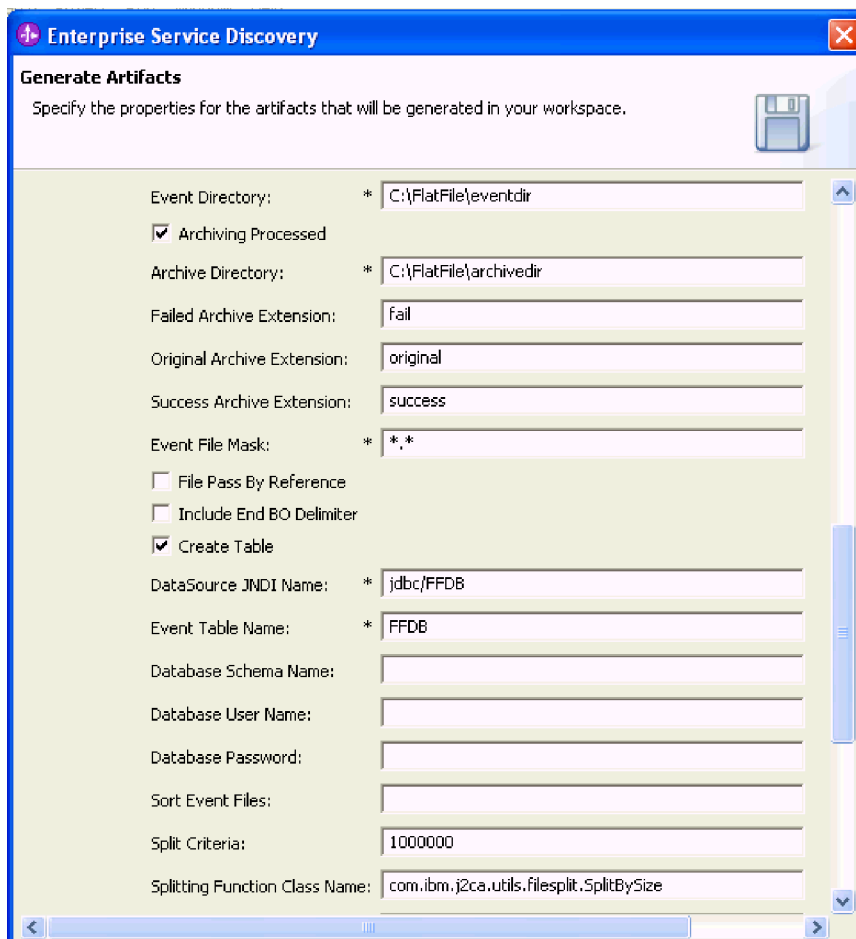 Enterprise Service Discovery
Generate Artifacts
Specify the properties for the artifacts that will be generated in your workspace.
Event Directory: * C:\FlatFile\eventdir
Archiving Processed
Archive Directory: * C:\FlatFile\archivedir
Failed Archive Extension: fail
Original Archive Extension: original
Success Archive Extension: success
Event File Mask: * *.*
File Pass By Reference
Include End BO Delimiter
Create Table
DataSource JNDI Name: * jdbc/FFDB
Event Table Name: * FFDB
Database Schema Name:
Database User Name:
Database Password:
Sort Event Files:
Split Criteria: 1000000
Splitting Function Class Name: com.ibm.j2ca.utils.filesplit.SplitBySize